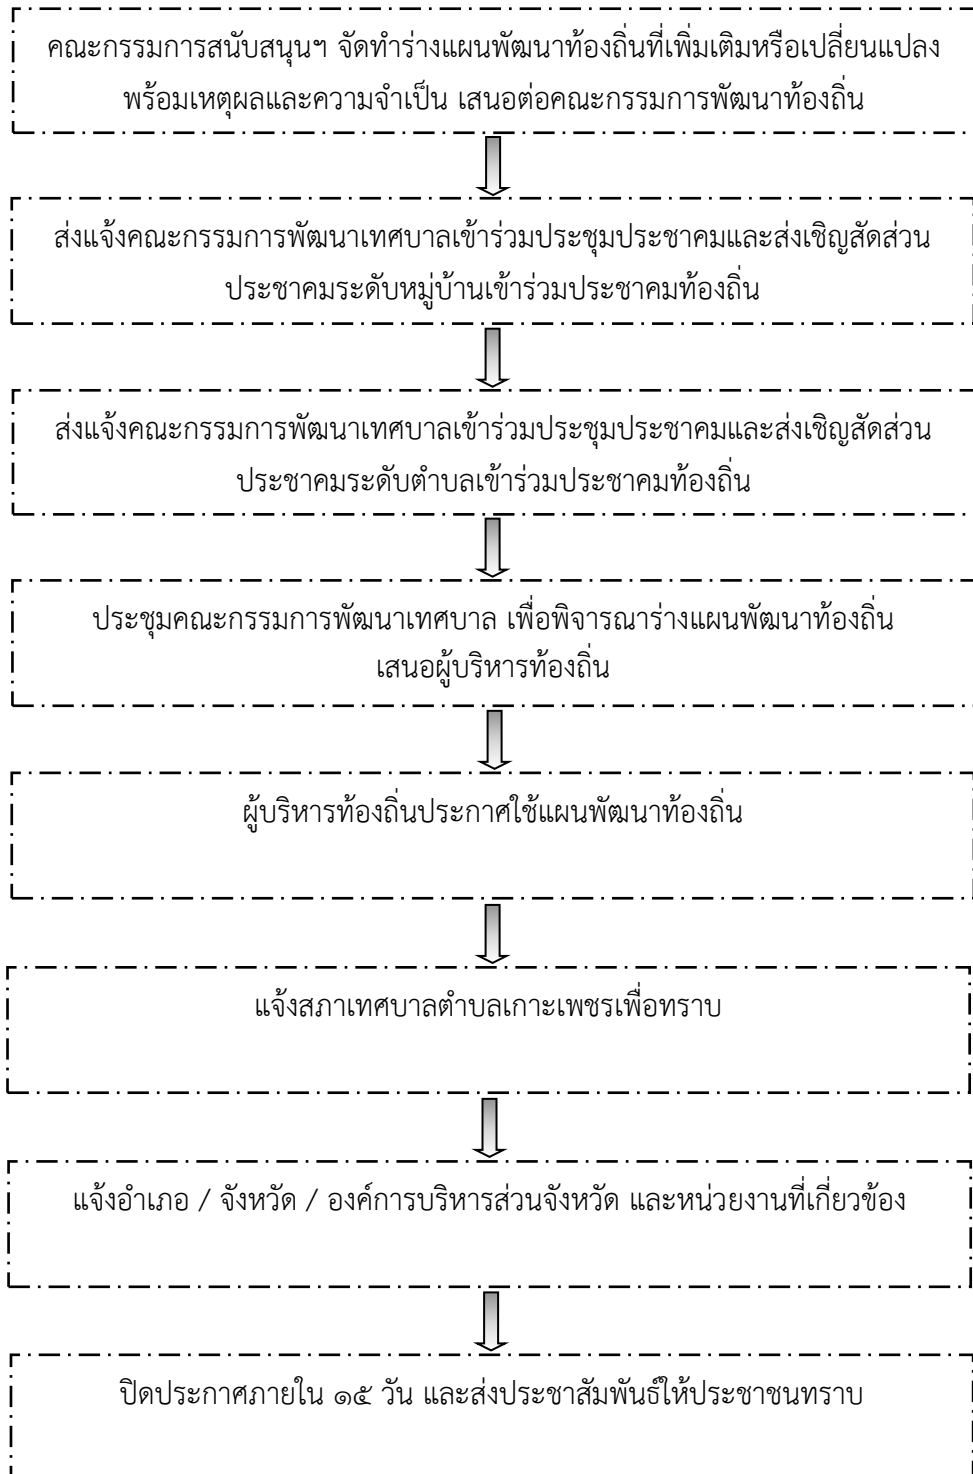 คณะกรรมการสนับสนุนฯ จัดทำร่างแผนพัฒนาท้องถิ่นที่เพิ่มเติมหรือเปลี่ยนแปลง
พร้อมเหตุผลและความจำเป็น เสนอต่อคณะกรรมการพัฒนาท้องถิ่น
ส่งแจ้งคณะกรรมการพัฒนาเทศบาลเข้าร่วมประชุมประชาคมและส่งเชิญสัดส่วน
ประชาคมระดับหมู่บ้านเข้าร่วมประชาคมท้องถิ่น
ส่งแจ้งคณะกรรมการพัฒนาเทศบาลเข้าร่วมประชุมประชาคมและส่งเชิญสัดส่วน
ประชาคมระดับตำบลเข้าร่วมประชาคมท้องถิ่น
ประชุมคณะกรรมการพัฒนาเทศบาล เพื่อพิจารณาร่างแผนพัฒนาท้องถิ่น
เสนอผู้บริหารท้องถิ่น
ผู้บริหารท้องถิ่นประกาศใช้แผนพัฒนาท้องถิ่น
แจ้งสภาเทศบาลตำบลเกาะเพชรเพื่อทราบ
แจ้งอำเภอ / จังหวัด / องค์การบริหารส่วนจังหวัด และหน่วยงานที่เกี่ยวข้อง
ปิดประกาศภายใน ๑๕ วัน และส่งประชาสัมพันธ์ให้ประชาชนทราบ